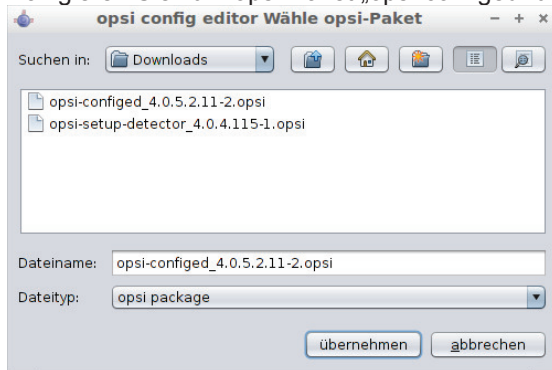 opsi config editor Wähle opsi-Paket
Suchen in: Downloads
opsi-configed_4.0.5.2.11-2.opsi
opsi-setup-detector_4.0.4.115-1.opsi
Dateiname: opsi-configed_4.0.5.2.11-2.opsi
Dateityp: opsi package
übernehmen abbrechen